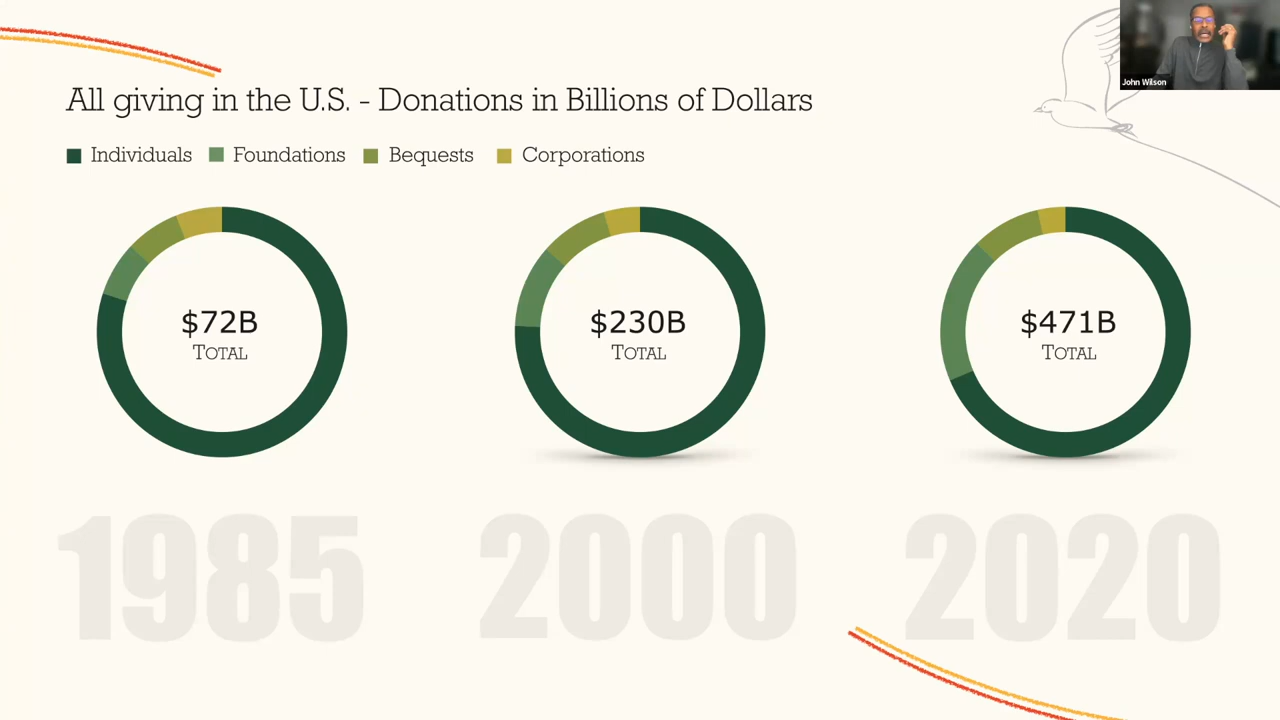 John Wilson
All giving in the U.S. - Donations in Billions of Dollars
Individuals Foundations Bequests Corporations
$72B
TOTAL
$230B
TOTAL
$471B
TOTAL
1985
2000
2020